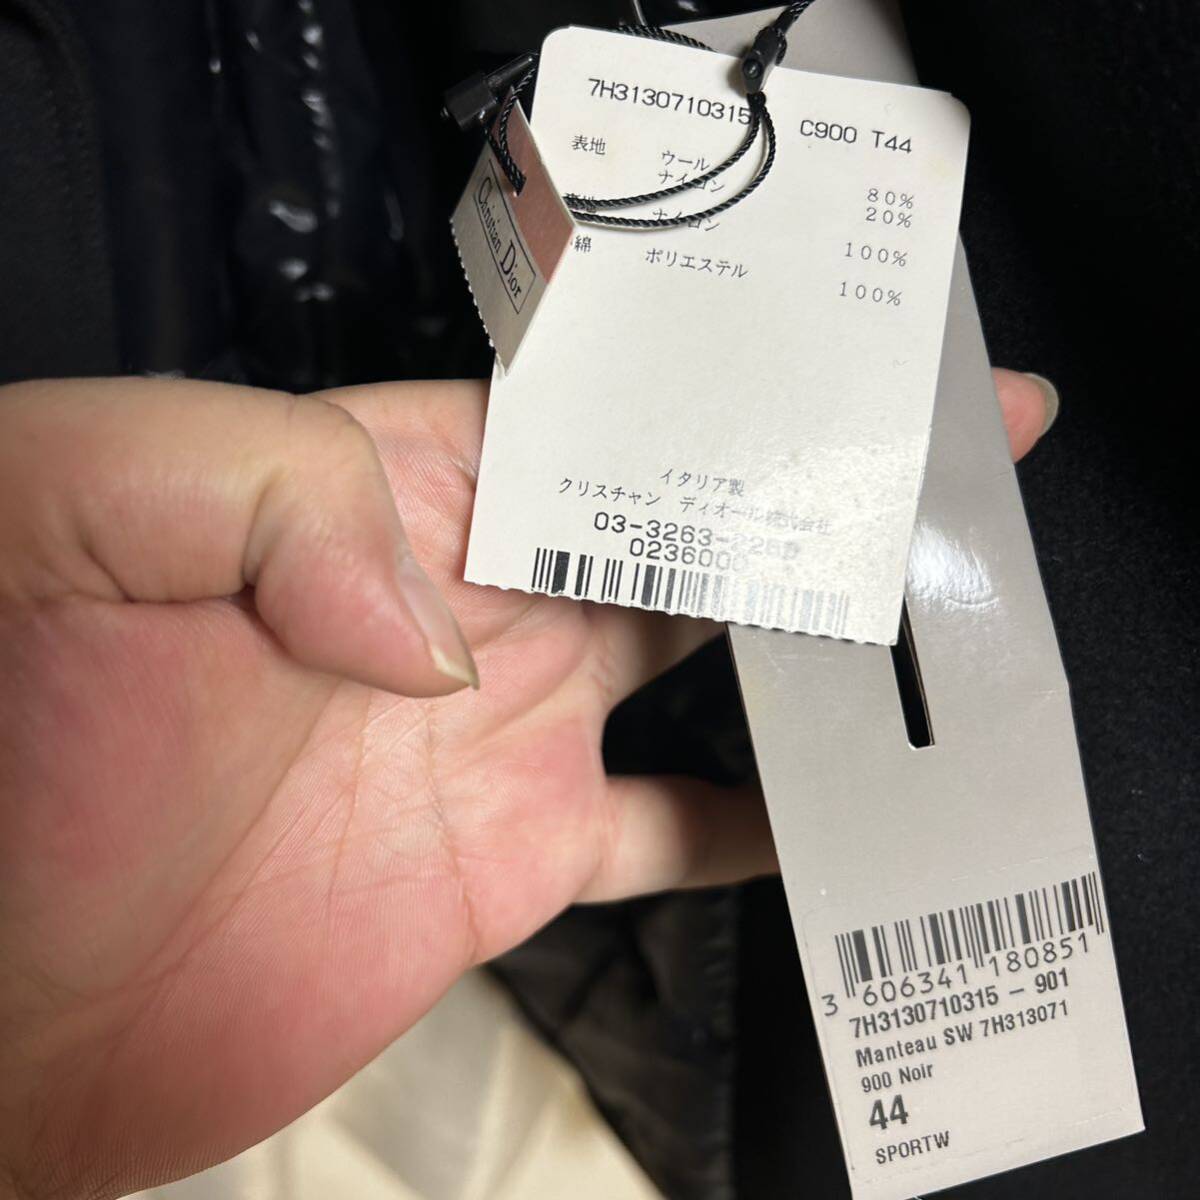 7H3130710315 C900 T44
表地 ウール 80%
ナイロン 20%
ナイロン 100%
綿 ポリエステル 100%
Christian Dior
イタリア製
クリスチャン ディオール株式会社
03-3263-
0236000
3 606341 180851
7H3130710315 – 901
Manteau SW 7H313071
900 Noir
44
SPORTW